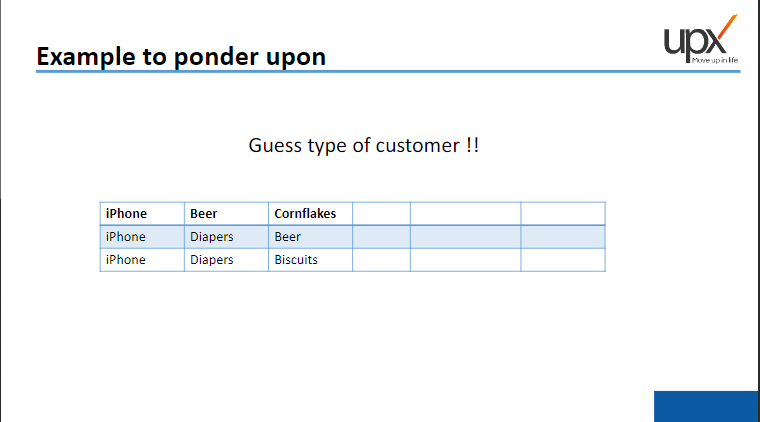 Example to ponder upon
upx
Move up in life
Guess type of customer !!
iPhone Beer Cornflakes
iPhone Diapers Beer
iPhone Diapers Biscuits